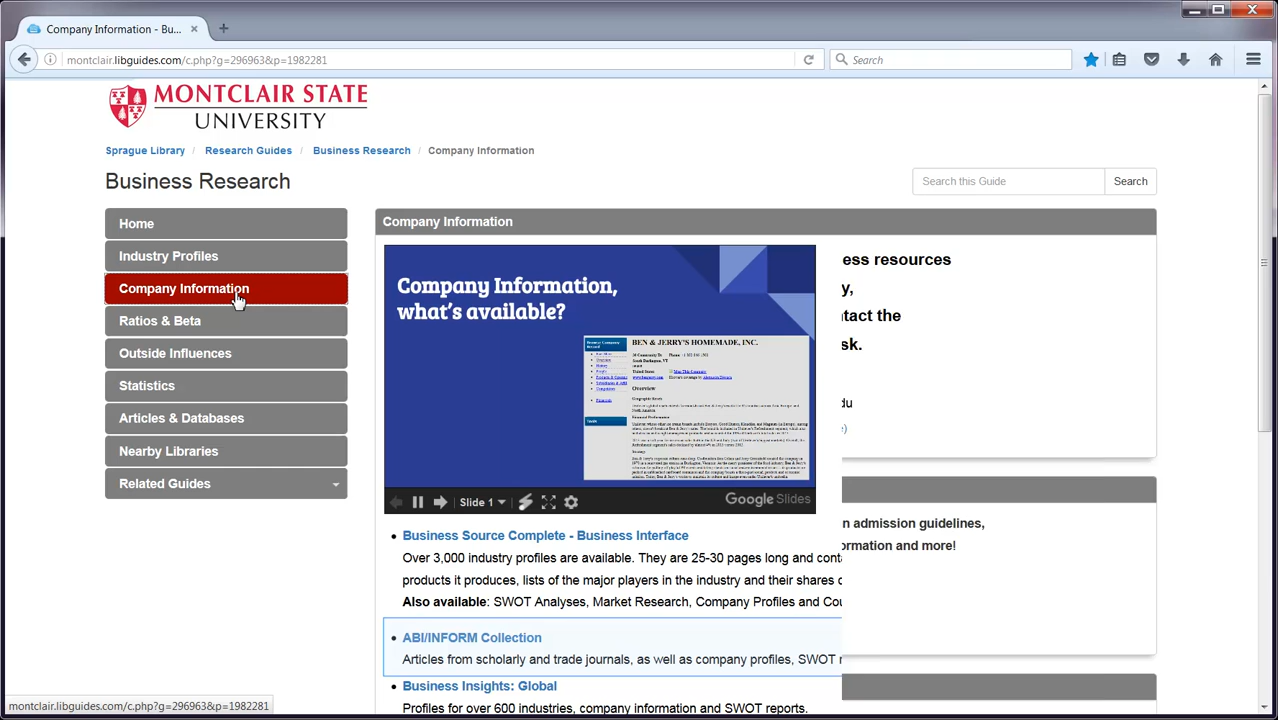 Company Information - Bu...
montclair.libguides.com/c.php?g=296963&p=1982281
Search
MONTCLAIR STATE
UNIVERSITY
Sprague Library / Research Guides / Business Research / Company Information
Business Research
Search this Guide
Search
Home
Industry Profiles
Company Information
Ratios & Beta
Outside Influences
Statistics
Articles & Databases
Nearby Libraries
Related Guides
Company Information
Company Information,
what's available?
BEN & JERRY'S HOMEMADE, INC.
Overview
Slide 1
Google Slides
ess resources
y,
ntact the
sk.
du
e)
n admission guidelines,
ormation and more!
• Business Source Complete - Business Interface
Over 3,000 industry profiles are available. They are 25-30 pages long and conta
products it produces, lists of the major players in the industry and their shares o
Also available: SWOT Analyses, Market Research, Company Profiles and Cou
• ABI/INFORM Collection
Articles from scholarly and trade journals, as well as company profiles, SWOT r
• Business Insights: Global
Profiles for over 600 industries, company information and SWOT reports.
montclair.libguides.com/c.php?g=296963&p=1982281